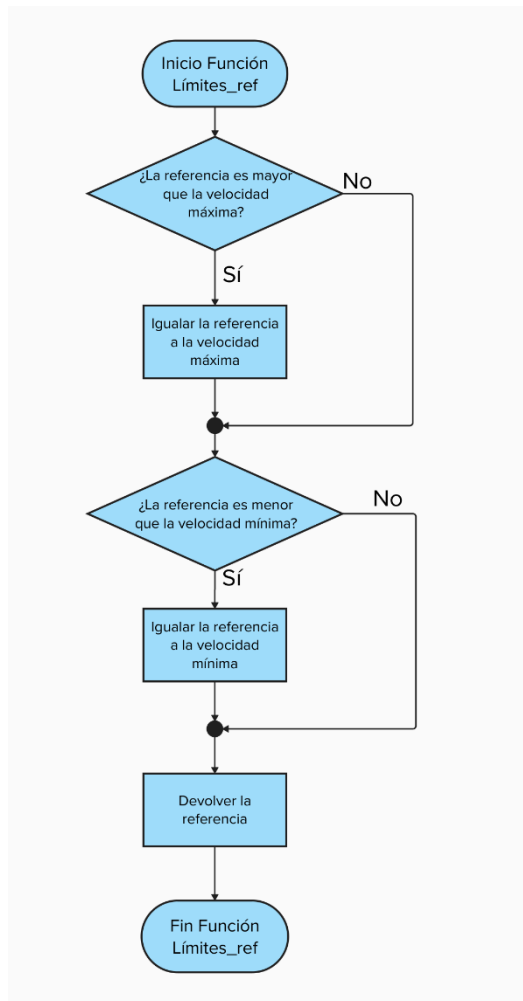 Inicio Función
Límites_ref
¿La referencia es mayor
que la velocidad
máxima?
No
Sí
Igualar la referencia
a la velocidad
máxima
¿La referencia es menor
que la velocidad mínima?
No
Sí
Igualar la referencia
a la velocidad
mínima
Devolver la
referencia
Fin Función
Límites_ref